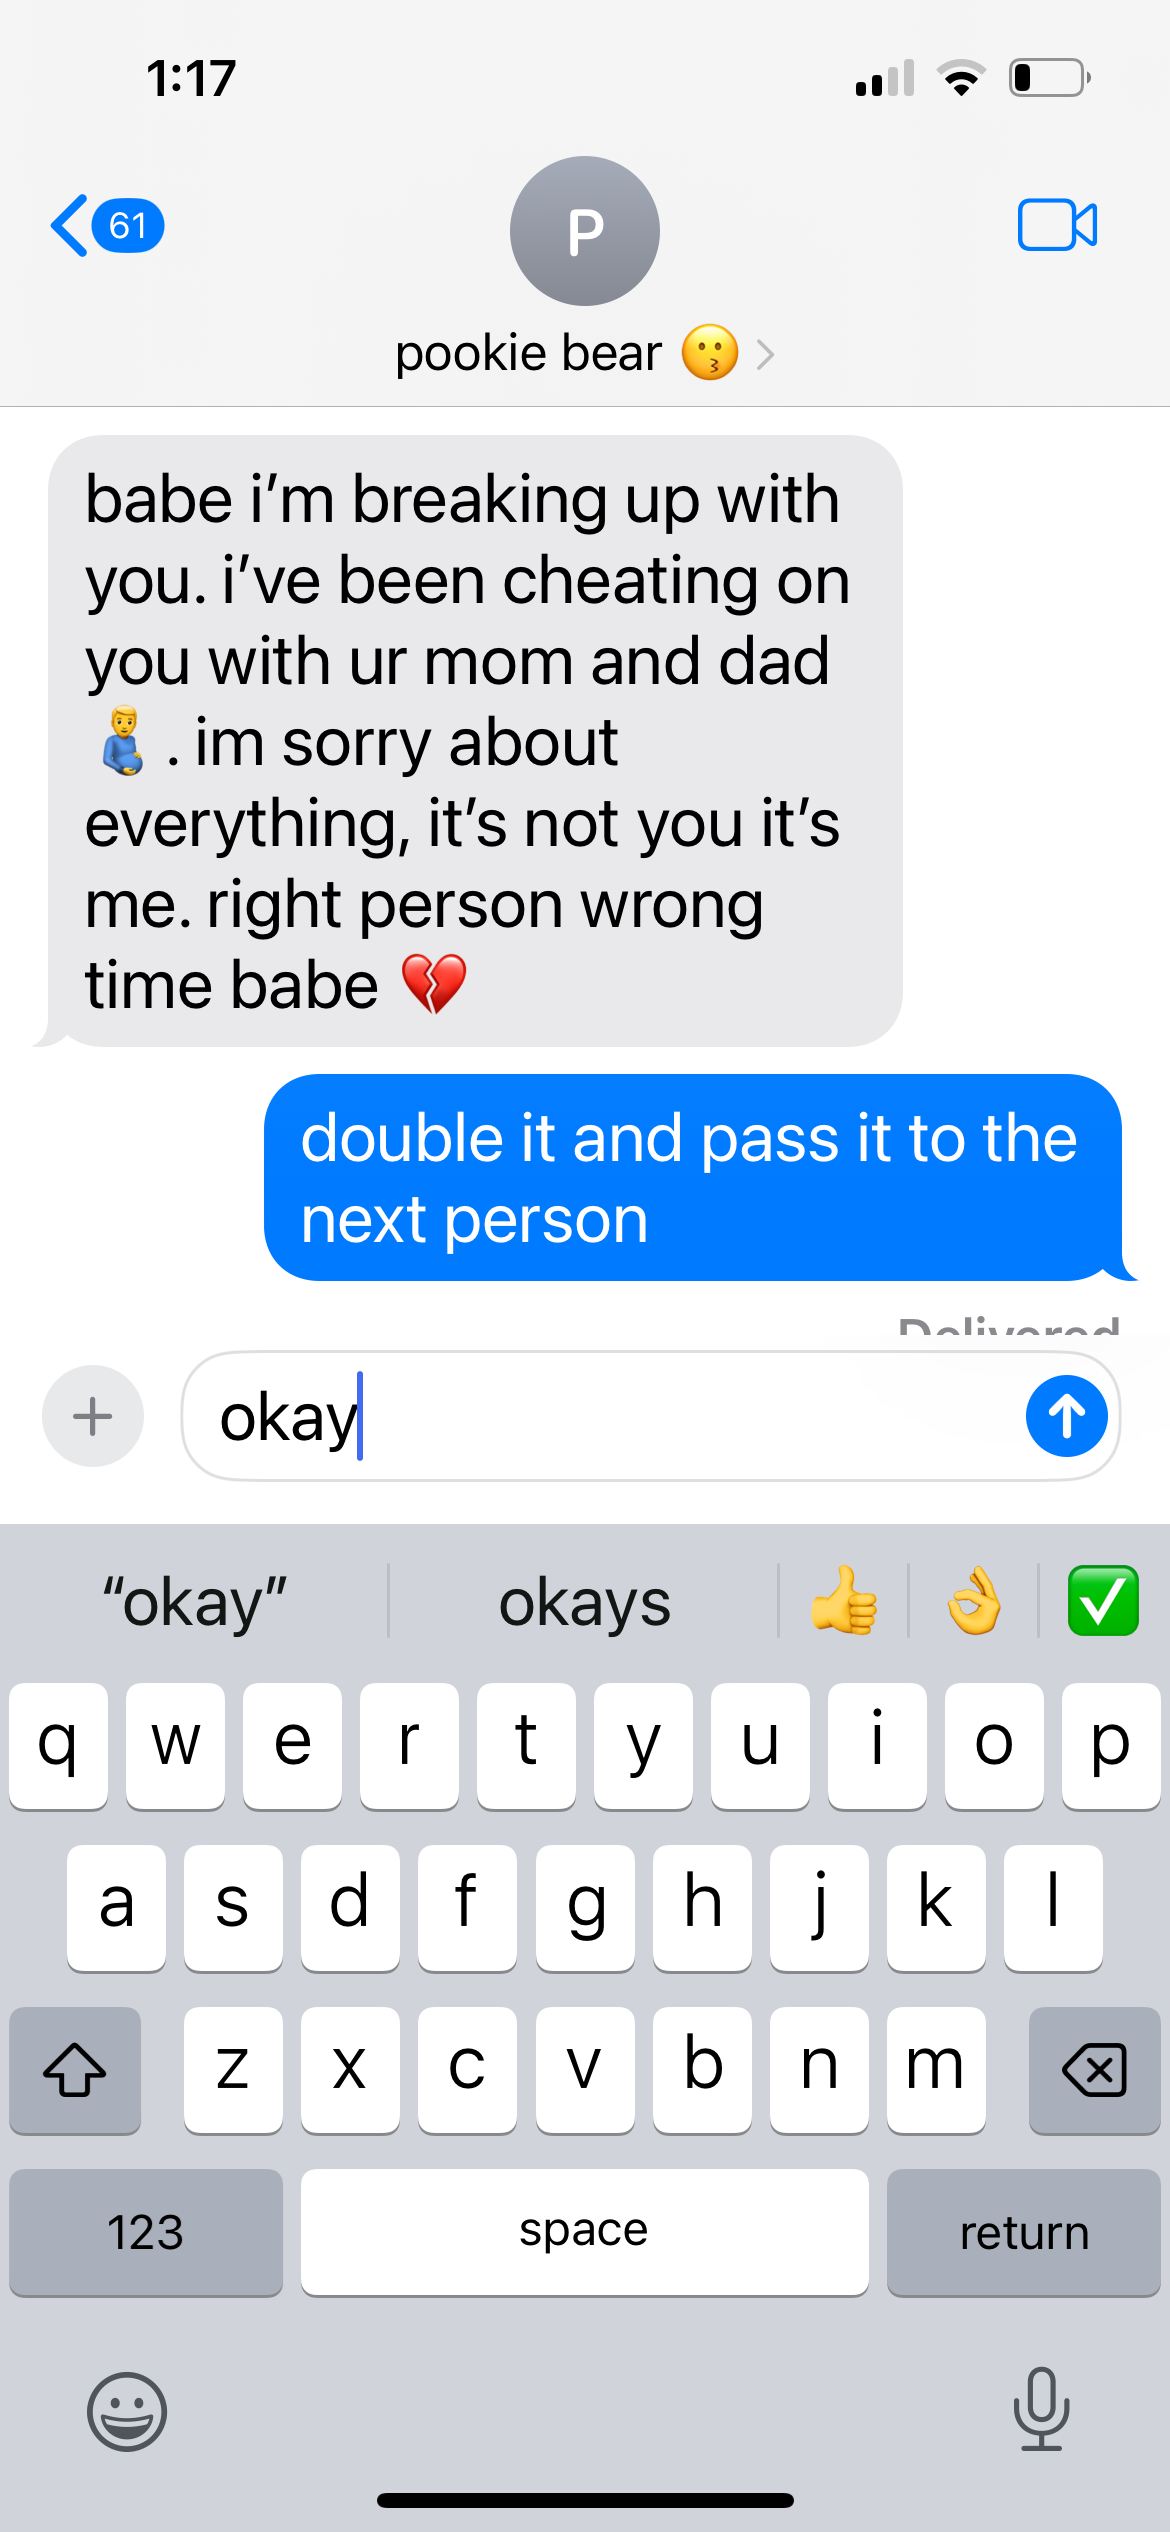 1:17
61
P
pookie bear 😗
babe i’m breaking up with
you. i’ve been cheating on
you with ur mom and dad
🫃 . im sorry about
everything, it’s not you it’s
me. right person wrong
time babe 💔
double it and pass it to the
next person
Delivered
okay
“okay”
okays
👍 👌 ✅
q w e r t y u i o p
a s d f g h j k l
z x c v b n m
123 space return